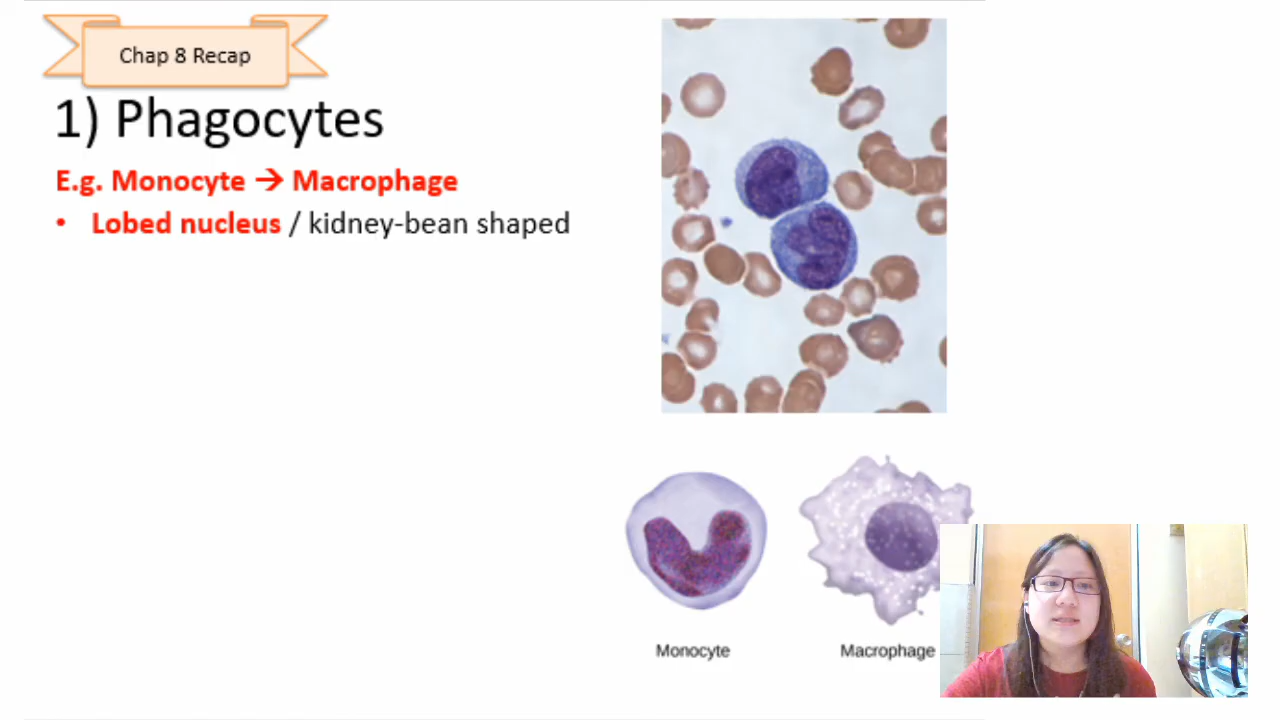 Chap 8 Recap
1) Phagocytes
E.g. Monocyte → Macrophage
• Lobed nucleus / kidney-bean shaped
Monocyte
Macrophage